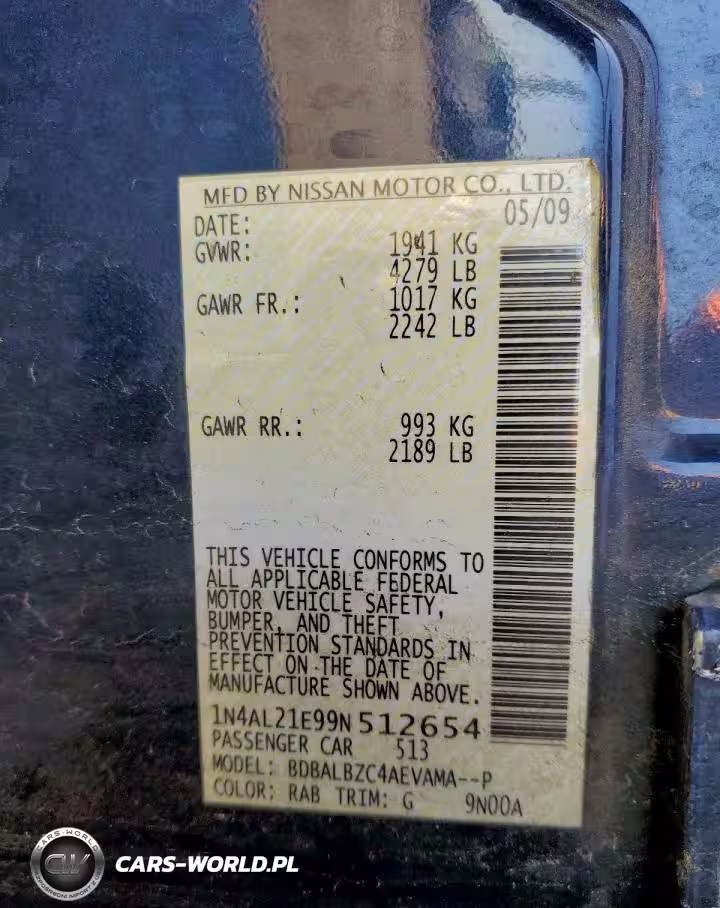 MFD BY NISSAN MOTOR CO., LTD.
DATE: 05/09
GVWR: 1941 KG
4279 LB
GAWR FR.: 1017 KG
2242 LB
GAWR RR.: 993 KG
2189 LB
THIS VEHICLE CONFORMS TO
ALL APPLICABLE FEDERAL
MOTOR VEHICLE SAFETY,
BUMPER, AND THEFT
PREVENTION STANDARDS IN
EFFECT ON THE DATE OF
MANUFACTURE SHOWN ABOVE.
1N4AL21E99N512654
PASSENGER CAR 513
MODEL: BDBALBZC4AEVAMA--P
COLOR: RAB TRIM: G 9N00A
CARS-WORLD
CW
CARS-WORLD.PL